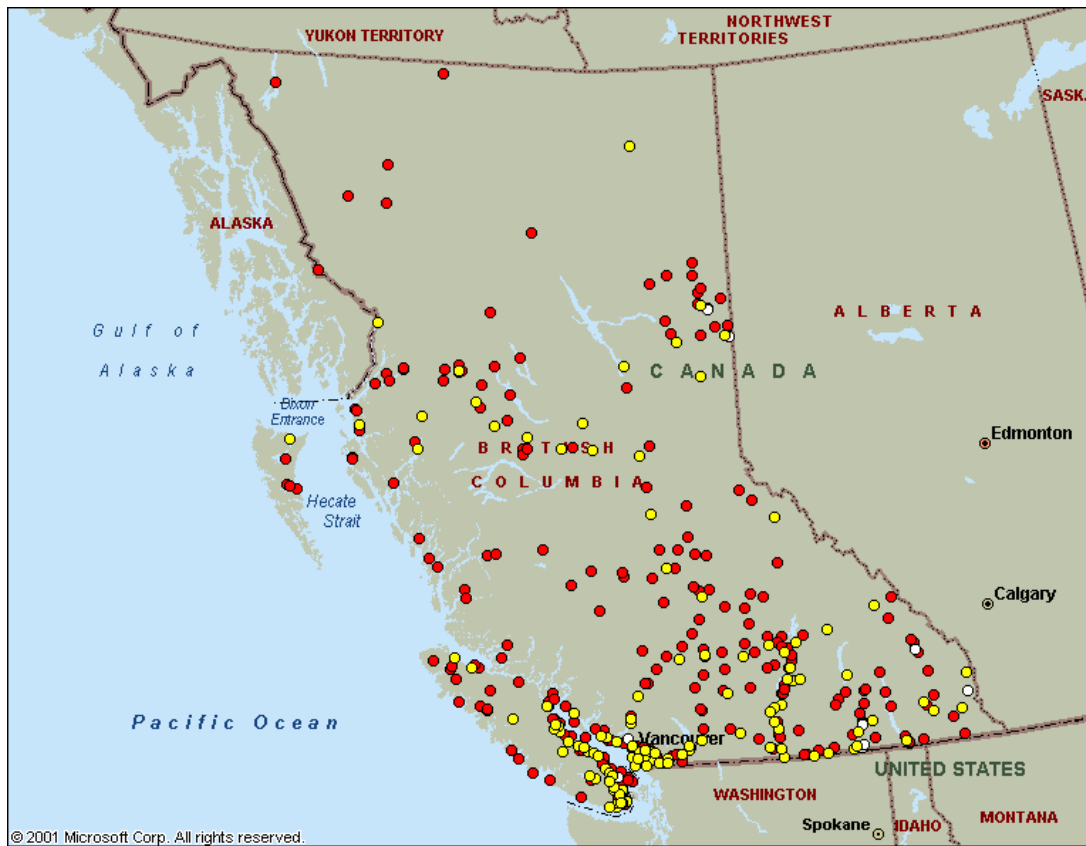 YUKON TERRITORY
NORTHWEST
TERRITORIES
SASK
ALASKA
Gulf of
Alaska
ALBERTA
CANADA
Dixon
Entrance
BRITISH
COLUMBIA
Edmonton
Hecate
Strait
Calgary
Pacific Ocean
Vancouver
UNITED STATES
WASHINGTON
Spokane
IDAHO
MONTANA
© 2001 Microsoft Corp. All rights reserved.